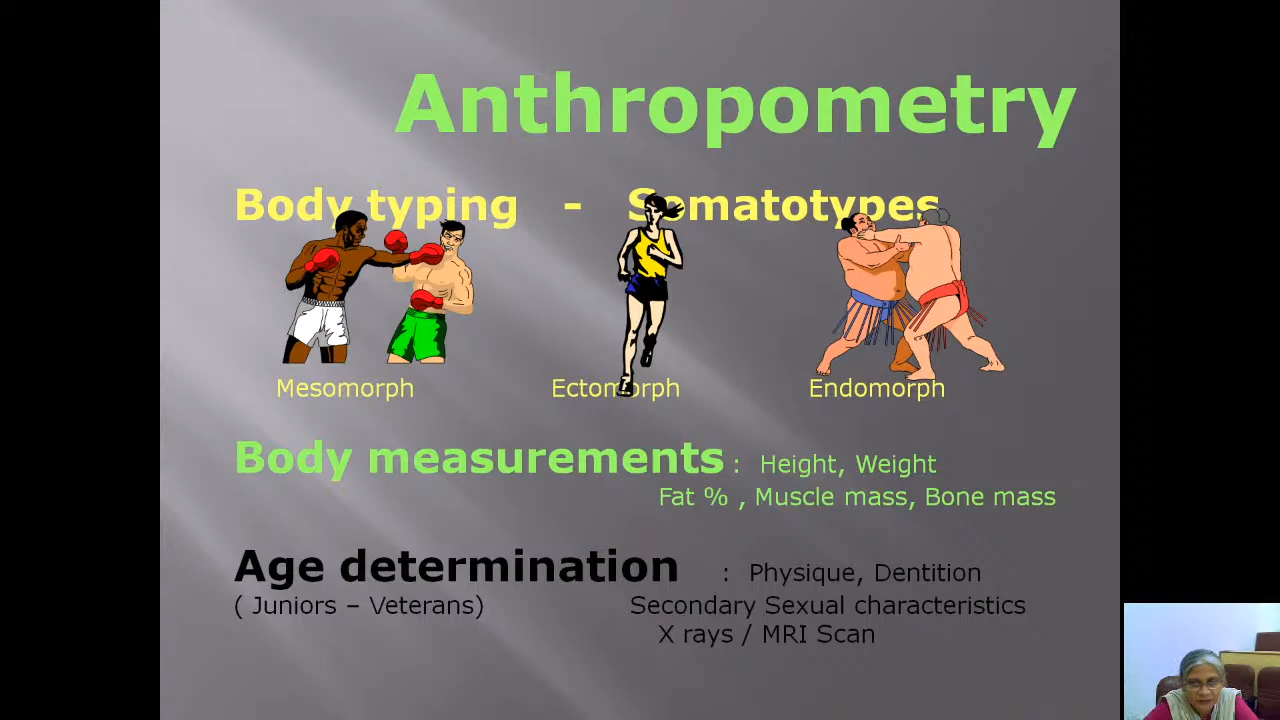 Anthropometry
Body typing - Somatotypes
Mesomorph Ectomorph Endomorph
Body measurements : Height, Weight
Fat % , Muscle mass, Bone mass
Age determination : Physique, Dentition
( Juniors – Veterans) Secondary Sexual characteristics
X rays / MRI Scan